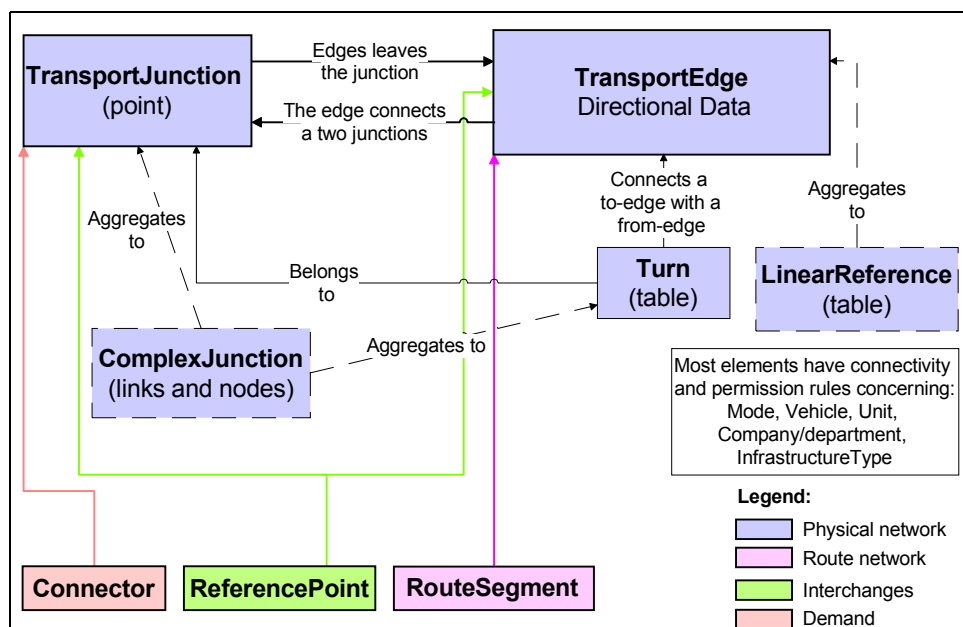 TransportJunction
(point)
Edges leaves
the junction
The edge connects
a two junctions
TransportEdge
Directional Data
Aggregates
to
Connects a
to-edge with a
from-edge
Aggregates
to
Belongs
to
Turn
(table)
LinearReference
(table)
ComplexJunction
(links and nodes)
Aggregates to
Most elements have connectivity
and permission rules concerning:
Mode, Vehicle, Unit,
Company/department,
InfrastructureType
Legend:
Physical network
Route network
Interchanges
Demand
Connector
ReferencePoint
RouteSegment